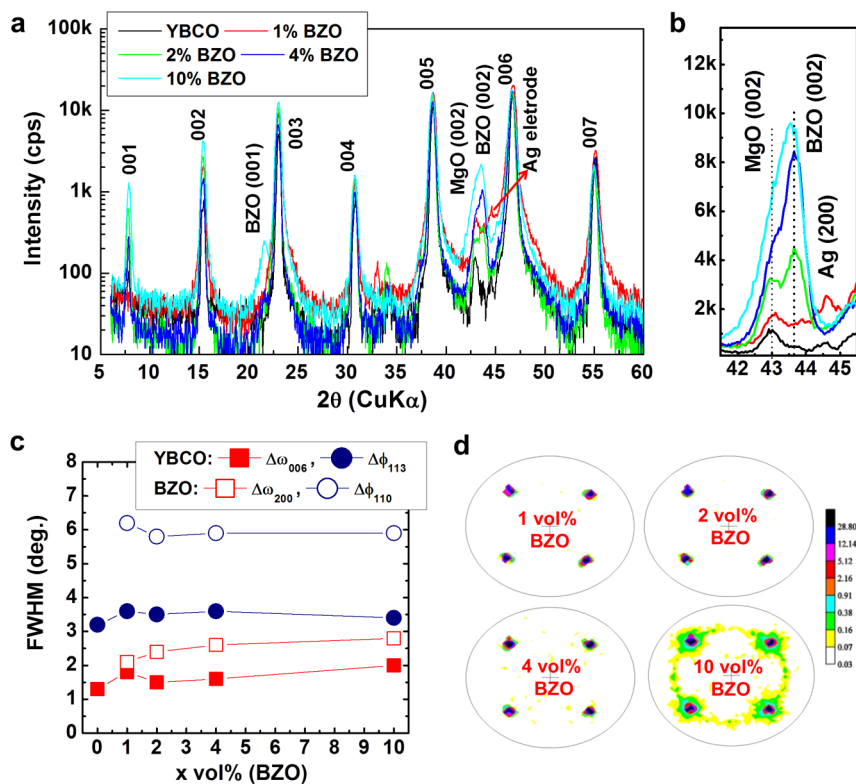 a
100k
10k
1k
100
10
Intensity (cps)
YBCO 1% BZO
2% BZO 4% BZO
10% BZO
001
002
BZO (001)
003
004
005
MgO (002)
BZO (002)
006
Ag eletrode
007
5 10 15 20 25 30 35 40 45 50 55 60
2θ (CuKα)
b
12k
10k
8k
6k
4k
2k
MgO (002)
BZO (002)
Ag (200)
42 43 44 45
c
YBCO: Δω006 , Δϕ113
BZO: Δω200 , Δϕ110
8
7
6
5
4
3
2
1
0
FWHM (deg.)
0 1 2 3 4 5 6 7 8 9 10
x vol% (BZO)
d
1 vol%
BZO
2 vol%
BZO
4 vol%
BZO
10 vol%
BZO
28.80
12.14
5.12
2.16
0.91
0.38
0.16
0.07
0.03